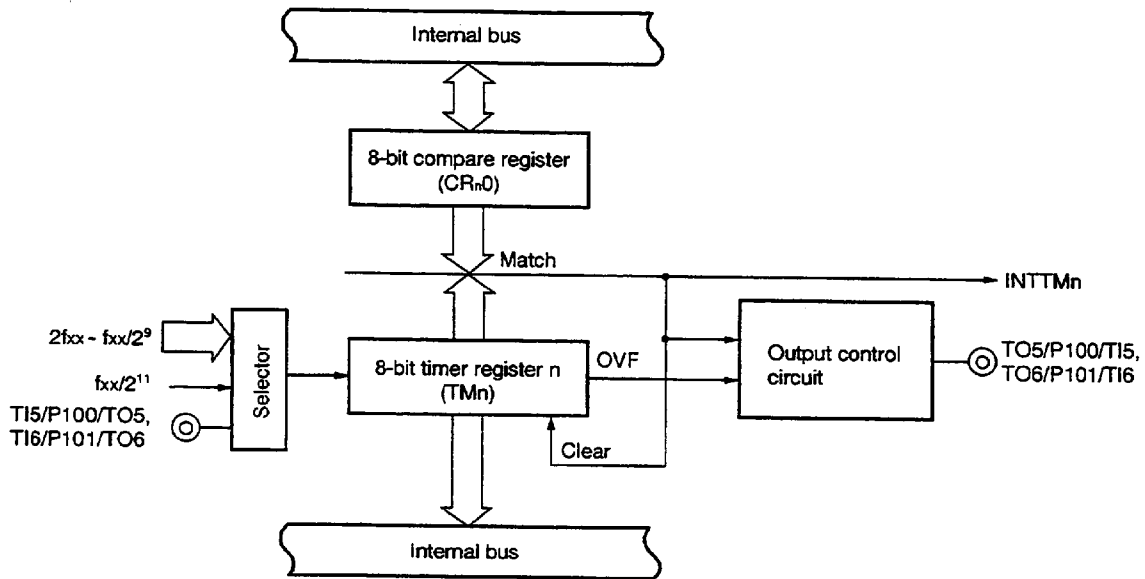 Internal bus
8-bit compare register
(CRn0)
Match
INTTMn
2fxx ~ fxx/2⁹
fxx/2¹¹
TI5/P100/TO5,
TI6/P101/TO6
Selector
8-bit timer register n
(TMn)
OVF
Clear
Output control
circuit
TO5/P100/TI5,
TO6/P101/TI6
Internal bus